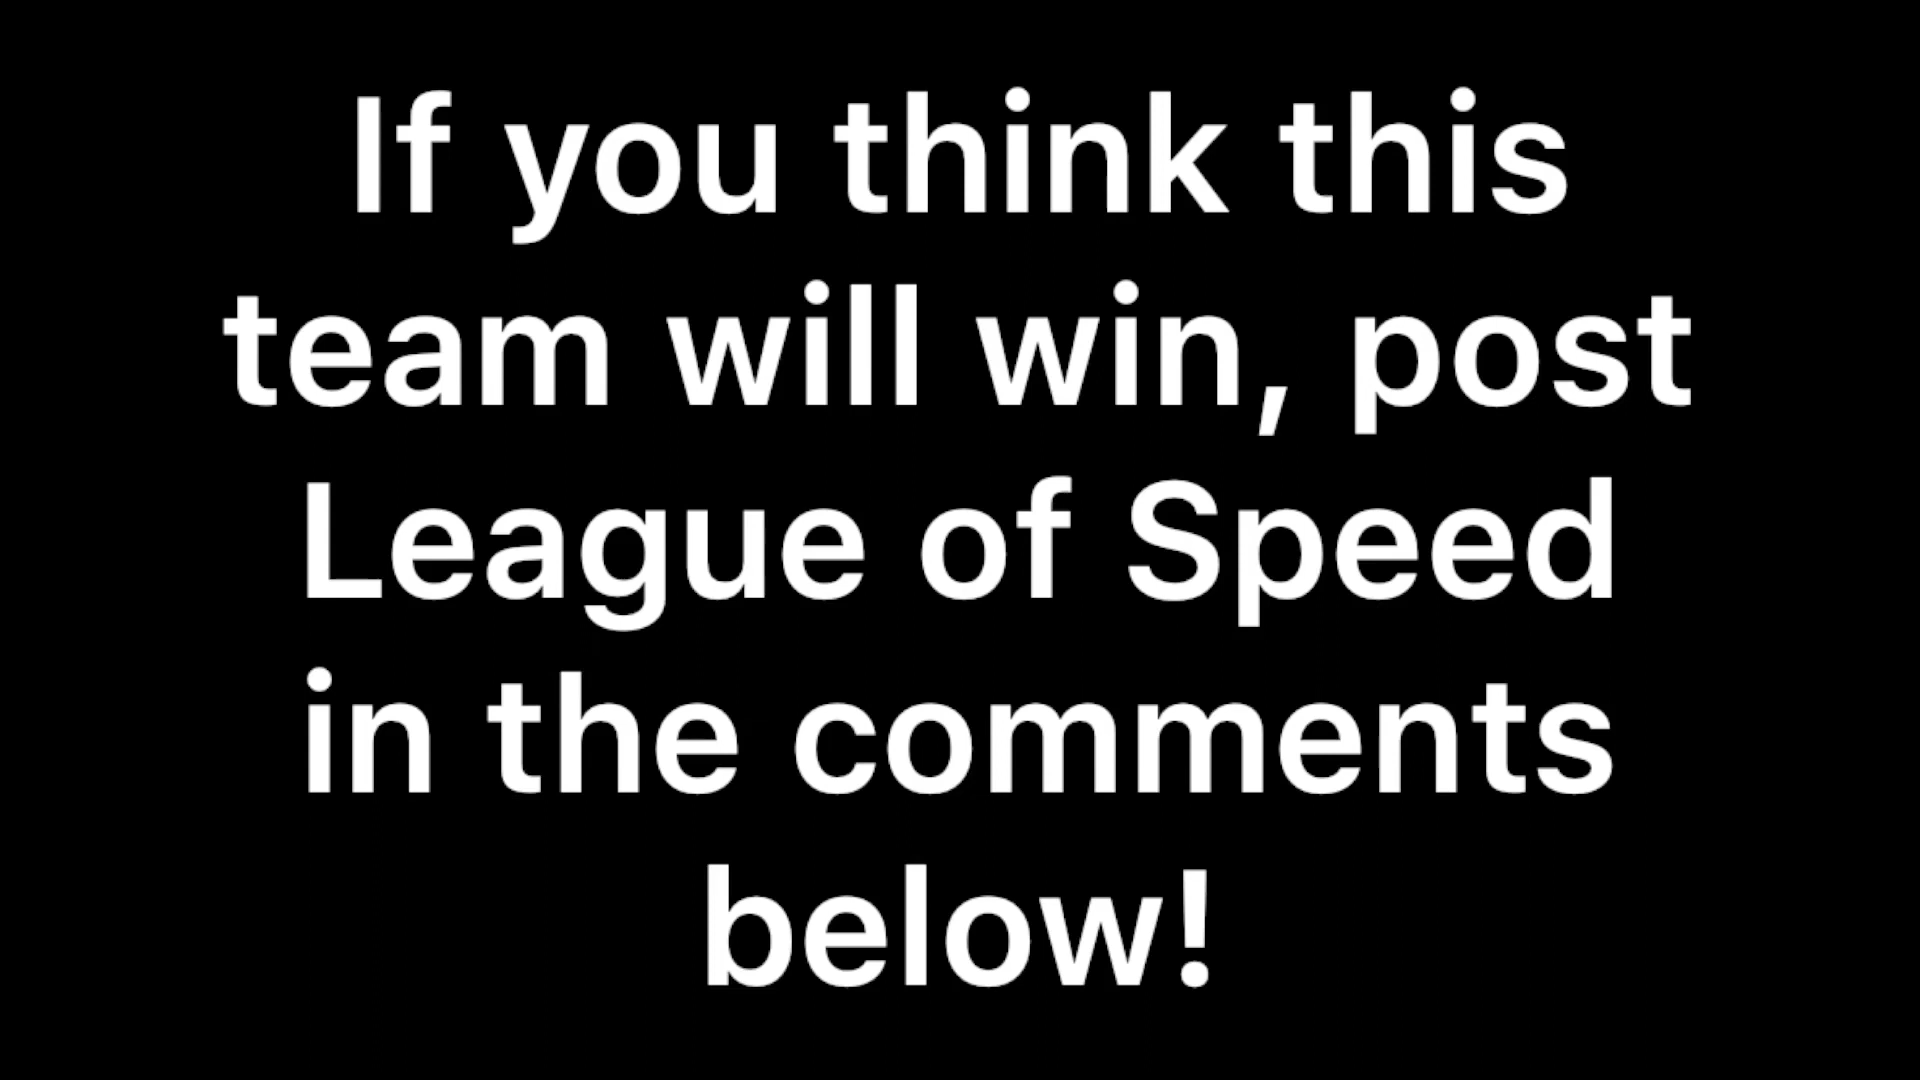 If you think this
team will win, post
League of Speed
in the comments
below!